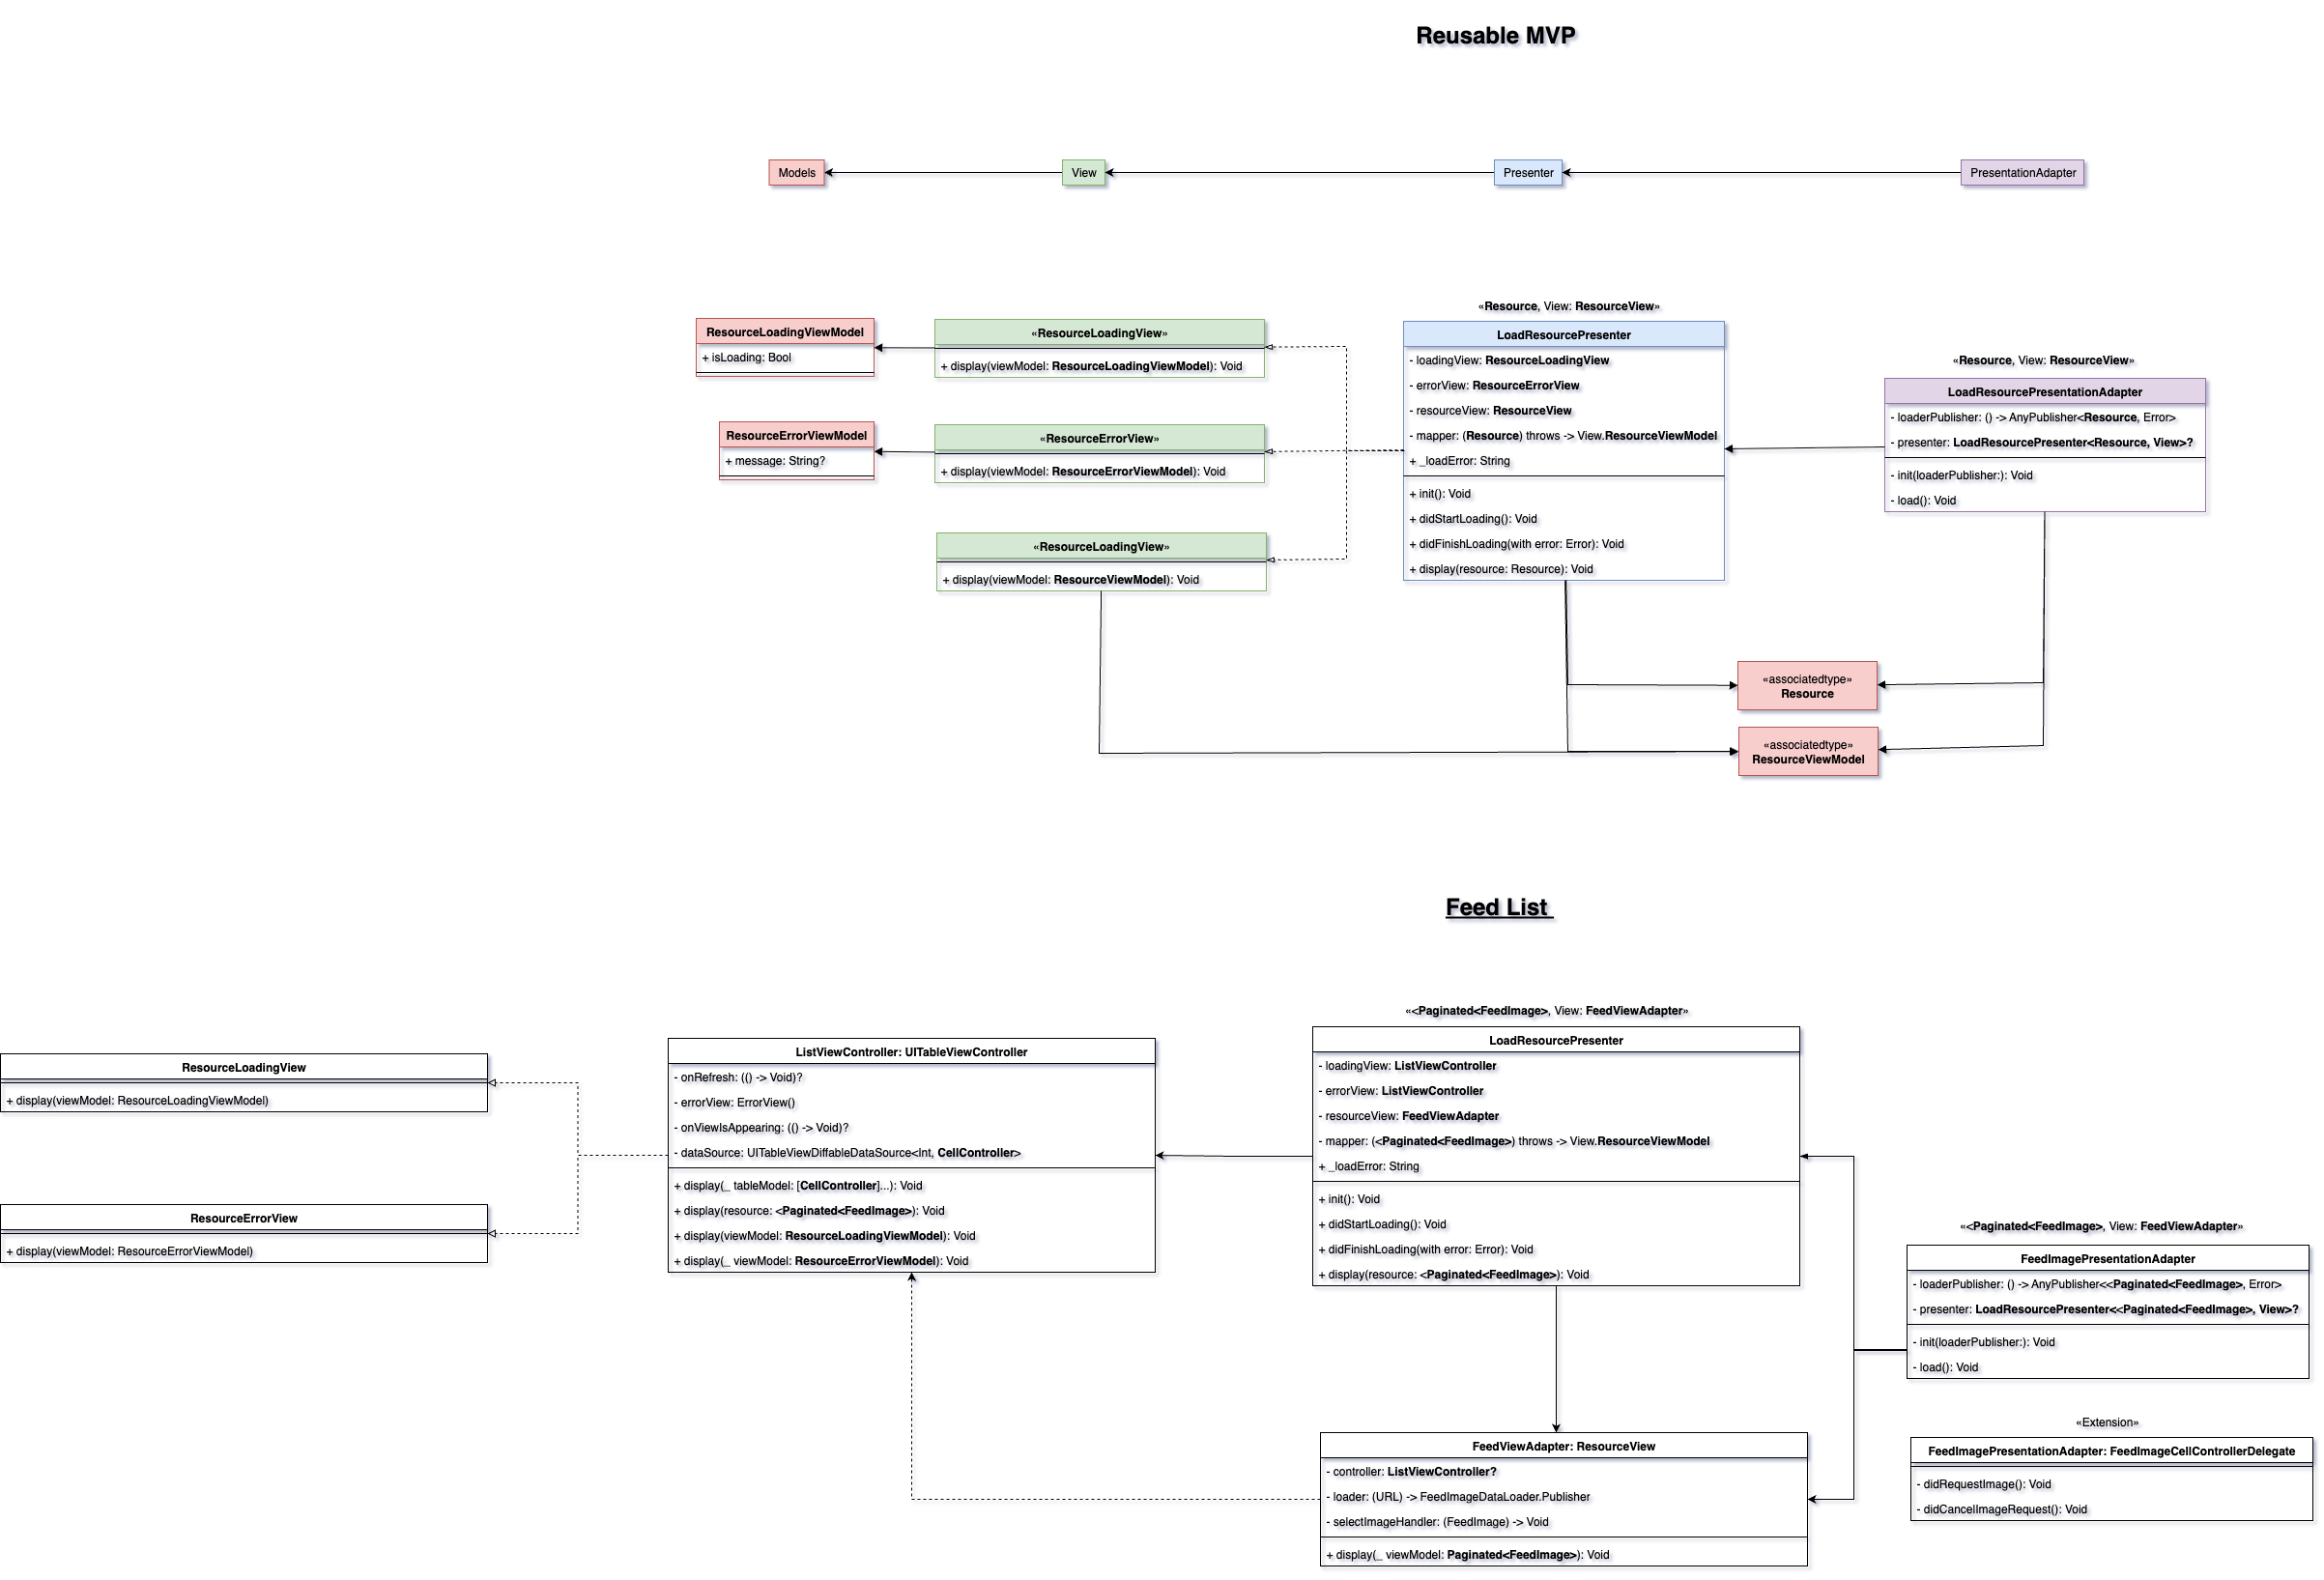 Reusable MVP
Models
View
Presenter
PresentationAdapter
ResourceLoadingViewModel
+ isLoading: Bool
ResourceErrorViewModel
+ message: String?
«ResourceLoadingView»
+ display(viewModel: ResourceLoadingViewModel): Void
«ResourceErrorView»
+ display(viewModel: ResourceErrorViewModel): Void
«ResourceLoadingView»
+ display(viewModel: ResourceViewModel): Void
«Resource, View: ResourceView»
LoadResourcePresenter
- loadingView: ResourceLoadingView
- errorView: ResourceErrorView
- resourceView: ResourceView
- mapper: (Resource) throws -> View.ResourceViewModel
+ _loadError: String
+ init(): Void
+ didStartLoading(): Void
+ didFinishLoading(with error: Error): Void
+ display(resource: Resource): Void
«Resource, View: ResourceView»
LoadResourcePresentationAdapter
- loaderPublisher: () -> AnyPublisher<Resource, Error>
- presenter: LoadResourcePresenter<Resource, View>?
- init(loaderPublisher:): Void
- load(): Void
«associatedtype»
Resource
«associatedtype»
ResourceViewModel
Feed List
ResourceLoadingView
+ display(viewModel: ResourceLoadingViewModel)
ResourceErrorView
+ display(viewModel: ResourceErrorViewModel)
ListViewController: UITableViewController
- onRefresh: (() -> Void)?
- errorView: ErrorView()
- onViewIsAppearing: (() -> Void)?
- dataSource: UITableViewDiffableDataSource<Int, CellController>
+ display(_ tableModel: [CellController]...): Void
+ display(resource: <Paginated<FeedImage>): Void
+ display(viewModel: ResourceLoadingViewModel): Void
+ display(_ viewModel: ResourceErrorViewModel): Void
«<Paginated<FeedImage>, View: FeedViewAdapter»
LoadResourcePresenter
- loadingView: ListViewController
- errorView: ListViewController
- resourceView: FeedViewAdapter
- mapper: (<Paginated<FeedImage>) throws -> View.ResourceViewModel
+ _loadError: String
+ init(): Void
+ didStartLoading(): Void
+ didFinishLoading(with error: Error): Void
+ display(resource: <Paginated<FeedImage>): Void
«<Paginated<FeedImage>, View: FeedViewAdapter»
FeedImagePresentationAdapter
- loaderPublisher: () -> AnyPublisher<<Paginated<FeedImage>, Error>
- presenter: LoadResourcePresenter<<Paginated<FeedImage>, View>?
- init(loaderPublisher:): Void
- load(): Void
«Extension»
FeedImagePresentationAdapter: FeedImageCellControllerDelegate
- didRequestImage(): Void
- didCancelImageRequest(): Void
FeedViewAdapter: ResourceView
- controller: ListViewController?
- loader: (URL) -> FeedImageDataLoader.Publisher
- selectImageHandler: (FeedImage) -> Void
+ display(_ viewModel: Paginated<FeedImage>): Void